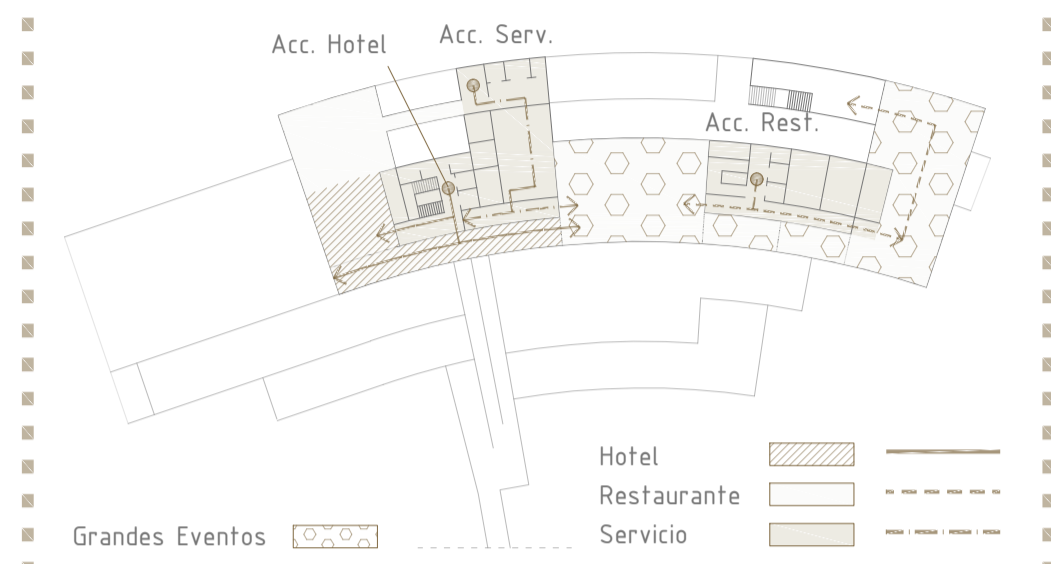 Acc. Serv.
Acc. Hotel
Acc. Rest.
Hotel
Restaurante
Servicio
Grandes Eventos